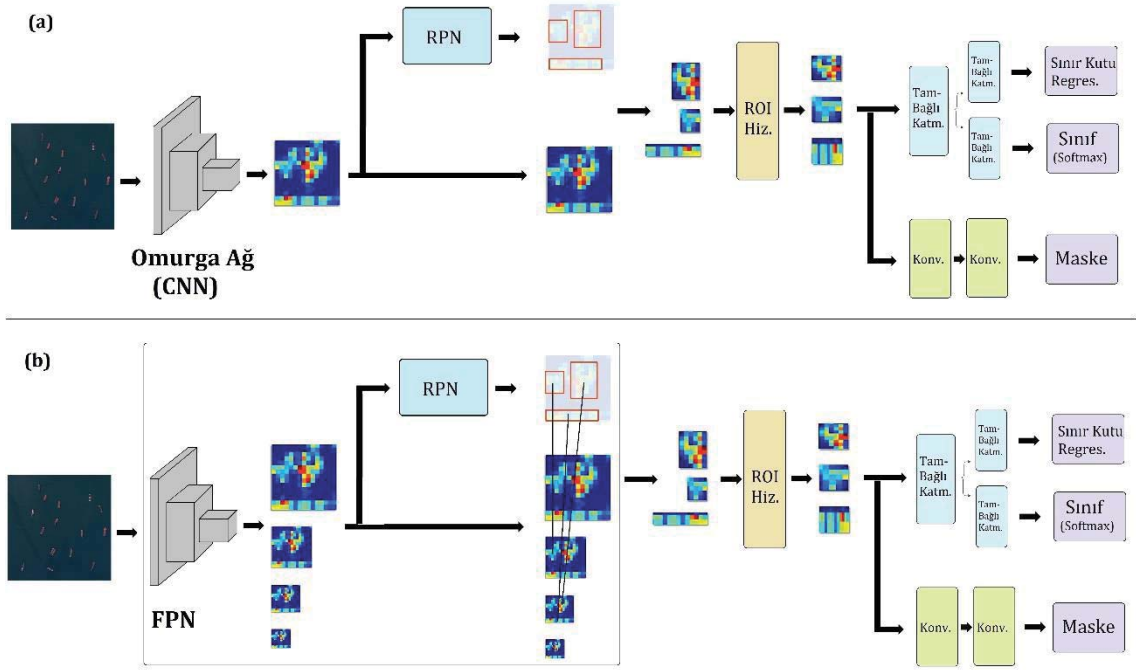 (a)
RPN
Omurga Ağ
(CNN)
ROI
Hiz.
Tam-
Bağlı
Katm.
Tam-
Bağlı
Katm.
Tam-
Bağlı
Katm.
Sınır Kutu
Regres.
Sınıf
(Softmax)
Konv.
Konv.
Maske
(b)
RPN
FPN
ROI
Hiz.
Tam-
Bağlı
Katm.
Tam-
Bağlı
Katm.
Tam-
Bağlı
Katm.
Sınır Kutu
Regres.
Sınıf
(Softmax)
Konv.
Konv.
Maske